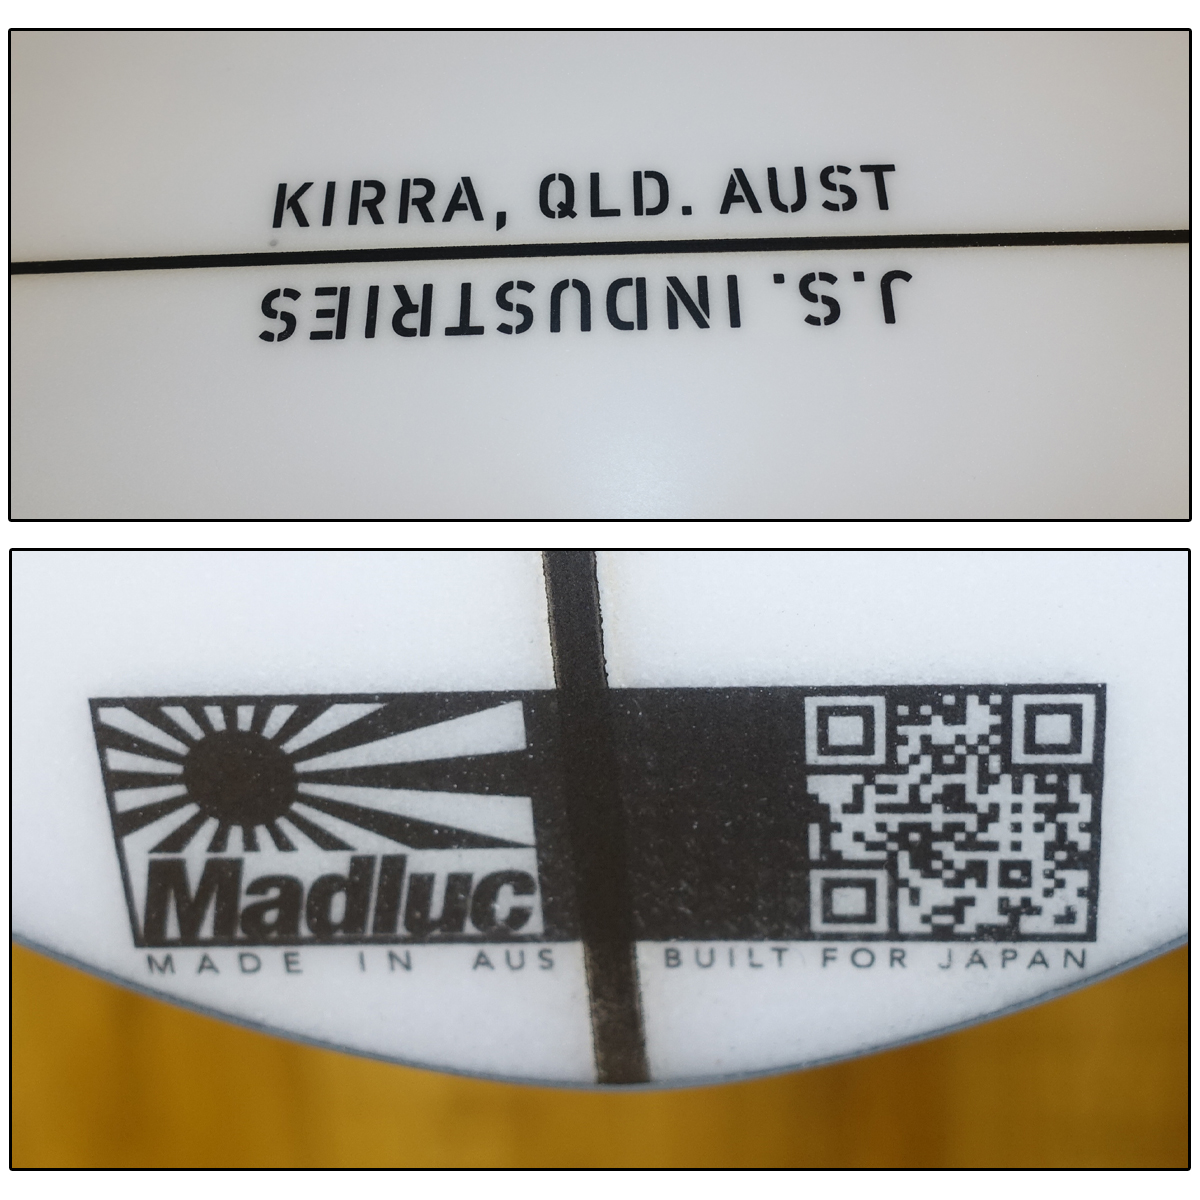 KIRRA, QLD. AUST
J.S. INDUSTRIES
Madluc
MADE IN AUS BUILT FOR JAPAN